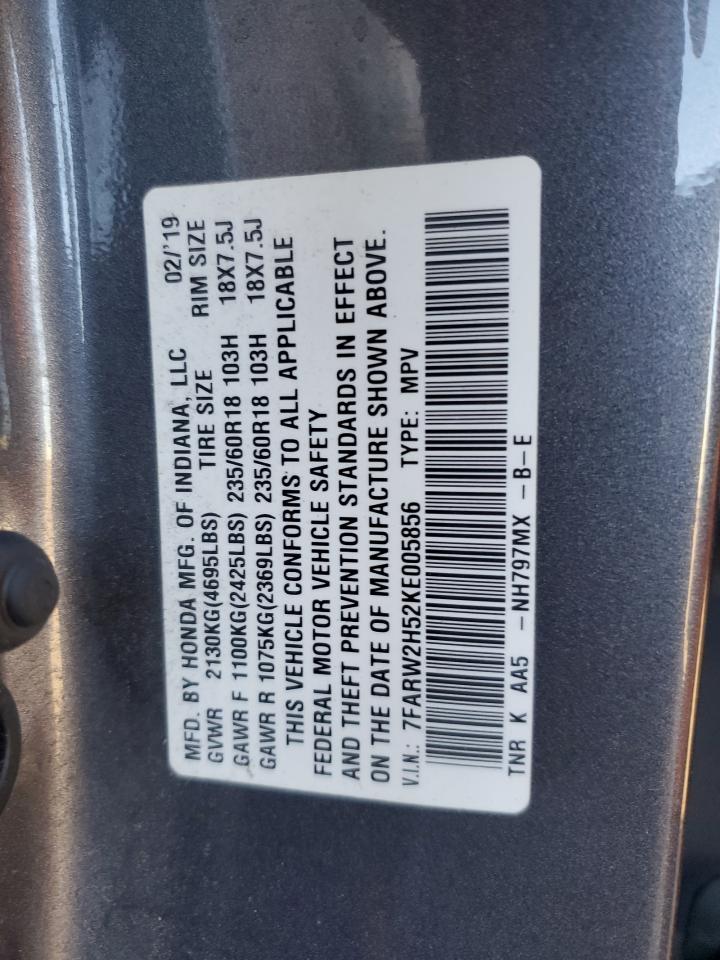 MFD. BY HONDA MFG. OF INDIANA, LLC 02/'19
GVWR 2130KG(4695LBS) TIRE SIZE RIM SIZE
GAWR F 1100KG(2425LBS) 235/60R18 103H 18X7.5J
GAWR R 1075KG(2369LBS) 235/60R18 103H 18X7.5J
THIS VEHICLE CONFORMS TO ALL APPLICABLE
FEDERAL MOTOR VEHICLE SAFETY
AND THEFT PREVENTION STANDARDS IN EFFECT
ON THE DATE OF MANUFACTURE SHOWN ABOVE.
V.I.N.: 7FARW2H52KE005856 TYPE: MPV
TNR K AA5 -NH797MX -B-E